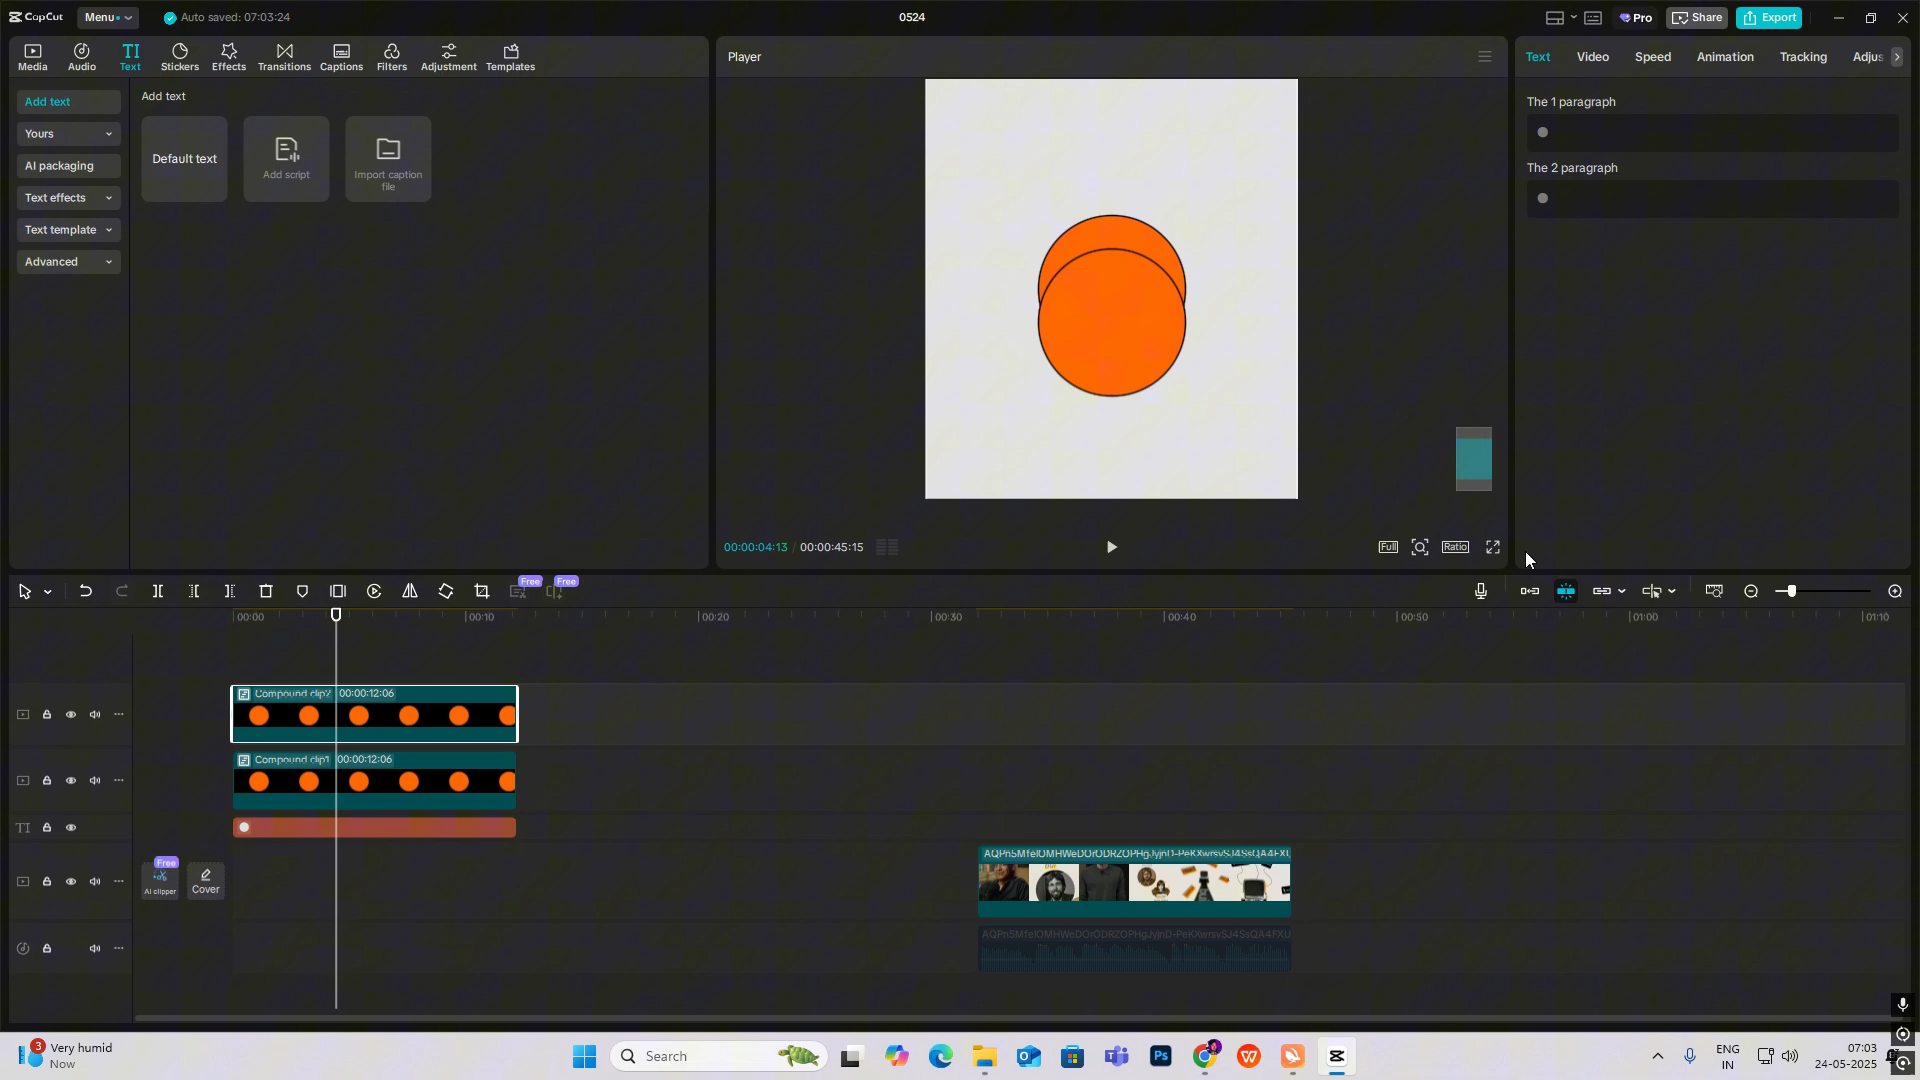 CapCut
Menu
Auto saved: 07:03:24
0524
Pro
Share
Export
Media
Audio
TI
Text
Stickers
Effects
Transitions
Captions
Filters
Adjustment
Templates
Add text
Yours
AI packaging
Text effects
Text template
Advanced
Add text
Default text
Add script
Import caption
file
Player
00:00:04:13 / 00:00:45:15
Full
Ratio
Text
Video
Speed
Animation
Tracking
Adjus
The 1 paragraph
The 2 paragraph
Free
Free
00:00
00:10
00:20
00:30
00:40
00:50
01:00
01:10
Compound clip2 00:00:12:06
Compound clip1 00:00:12:06
TI
Free
AI clipper
Cover
3
Very humid
Now
Search
Ps
ENG
IN
07:03
24-05-2025